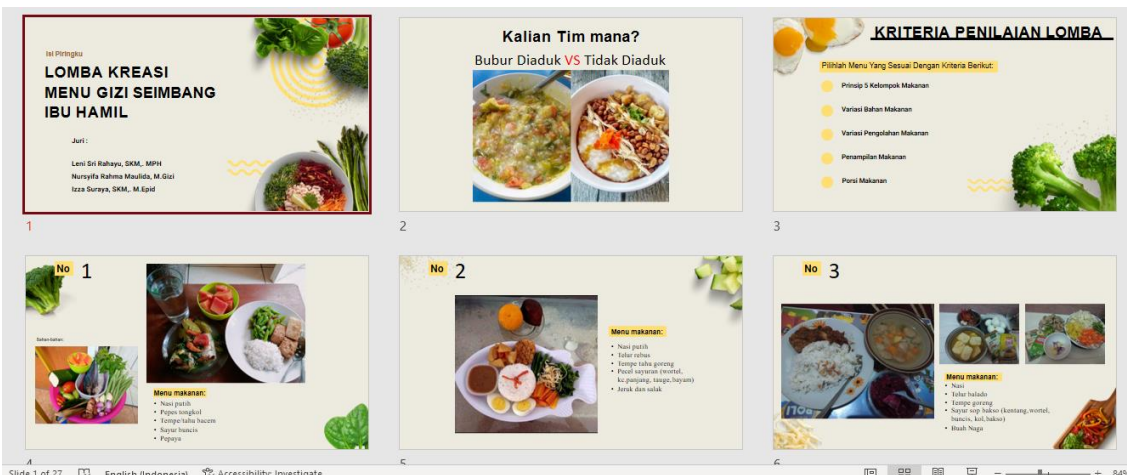 Isi Piringku
LOMBA KREASI
MENU GIZI SEIMBANG
IBU HAMIL
Juri :
Leni Sri Rahayu, SKM,. MPH
Nursyifa Rahma Maulida, M.Gizi
Izza Suraya, SKM,. M.Epid
1
Kalian Tim mana?
Bubur Diaduk VS Tidak Diaduk
2
KRITERIA PENILAIAN LOMBA
Pilihlah Menu Yang Sesuai Dengan Kriteria Berikut:
Prinsip 5 Kelompok Makanan
Variasi Bahan Makanan
Variasi Pengolahan Makanan
Penampilan Makanan
Porsi Makanan
3
No 1
Bahan-bahan:
Menu makanan:
• Nasi putih
• Pepes tongkol
• Tempe/tahu bacem
• Sayur buncis
• Pepaya
4
No 2
Menu makanan:
• Nasi putih
• Telur rebus
• Tempe tahu goreng
• Pecel sayuran (wortel,
kc.panjang, tauge, bayam)
• Jeruk dan salak
5
No 3
Menu makanan:
• Nasi
• Telur balado
• Tempe goreng
• Sayur sop bakso (kentang, wortel,
buncis, kol, bakso)
• Buah Naga
6
Slide 1 of 27 English (Indonesia) Accessibility: Investigate
84%